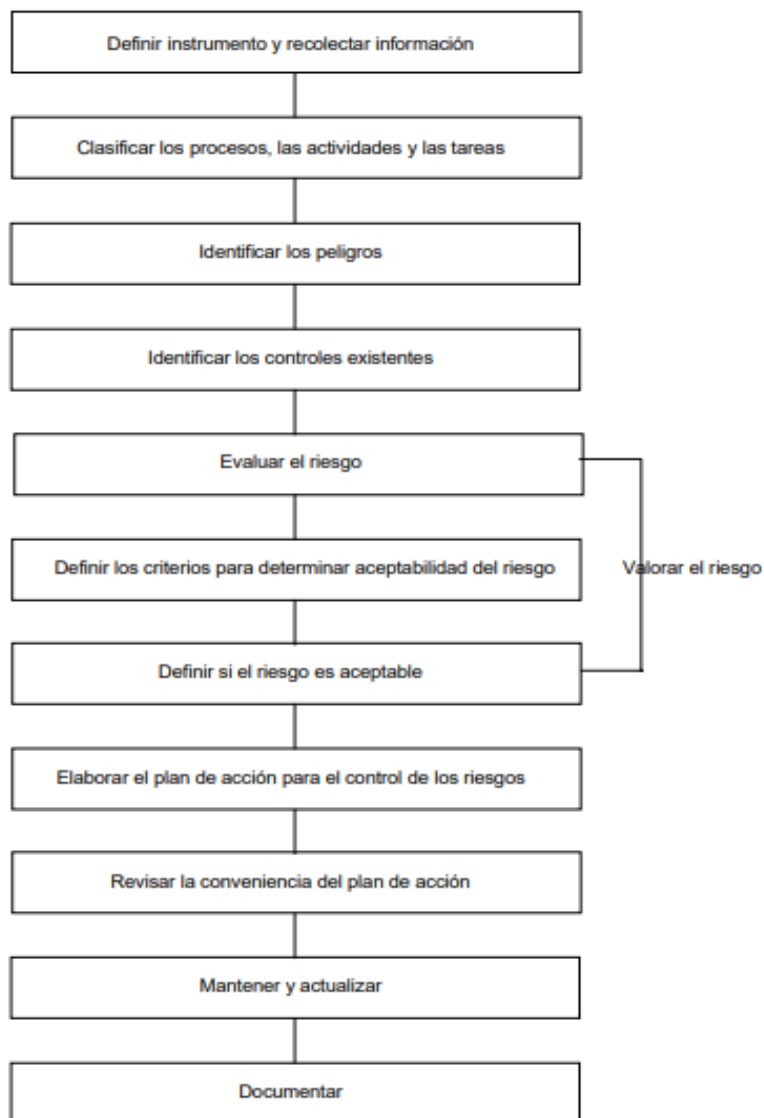 Definir instrumento y recolectar información
Clasificar los procesos, las actividades y las tareas
Identificar los peligros
Identificar los controles existentes
Evaluar el riesgo
Definir los criterios para determinar aceptabilidad del riesgo
Valorar el riesgo
Definir si el riesgo es aceptable
Elaborar el plan de acción para el control de los riesgos
Revisar la conveniencia del plan de acción
Mantener y actualizar
Documentar